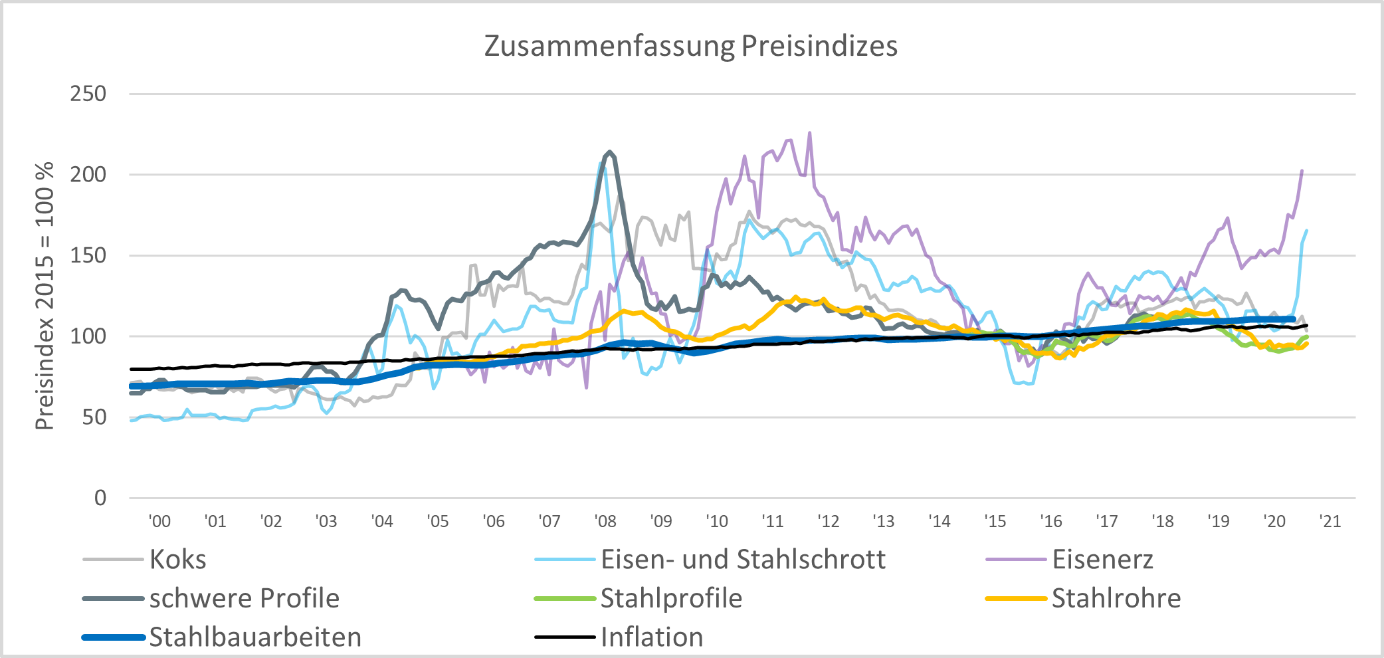 Zusammenfassung Preisindizes
Preisindex 2015 = 100 %
250
200
150
100
50
0
'00 '01 '02 '03 '04 '05 '06 '07 '08 '09 '10 '11 '12 '13 '14 '15 '16 '17 '18 '19 '20 '21
Koks Eisen- und Stahlschrott Eisenerz
schwere Profile Stahlprofile Stahlrohre
Stahlbauarbeiten Inflation